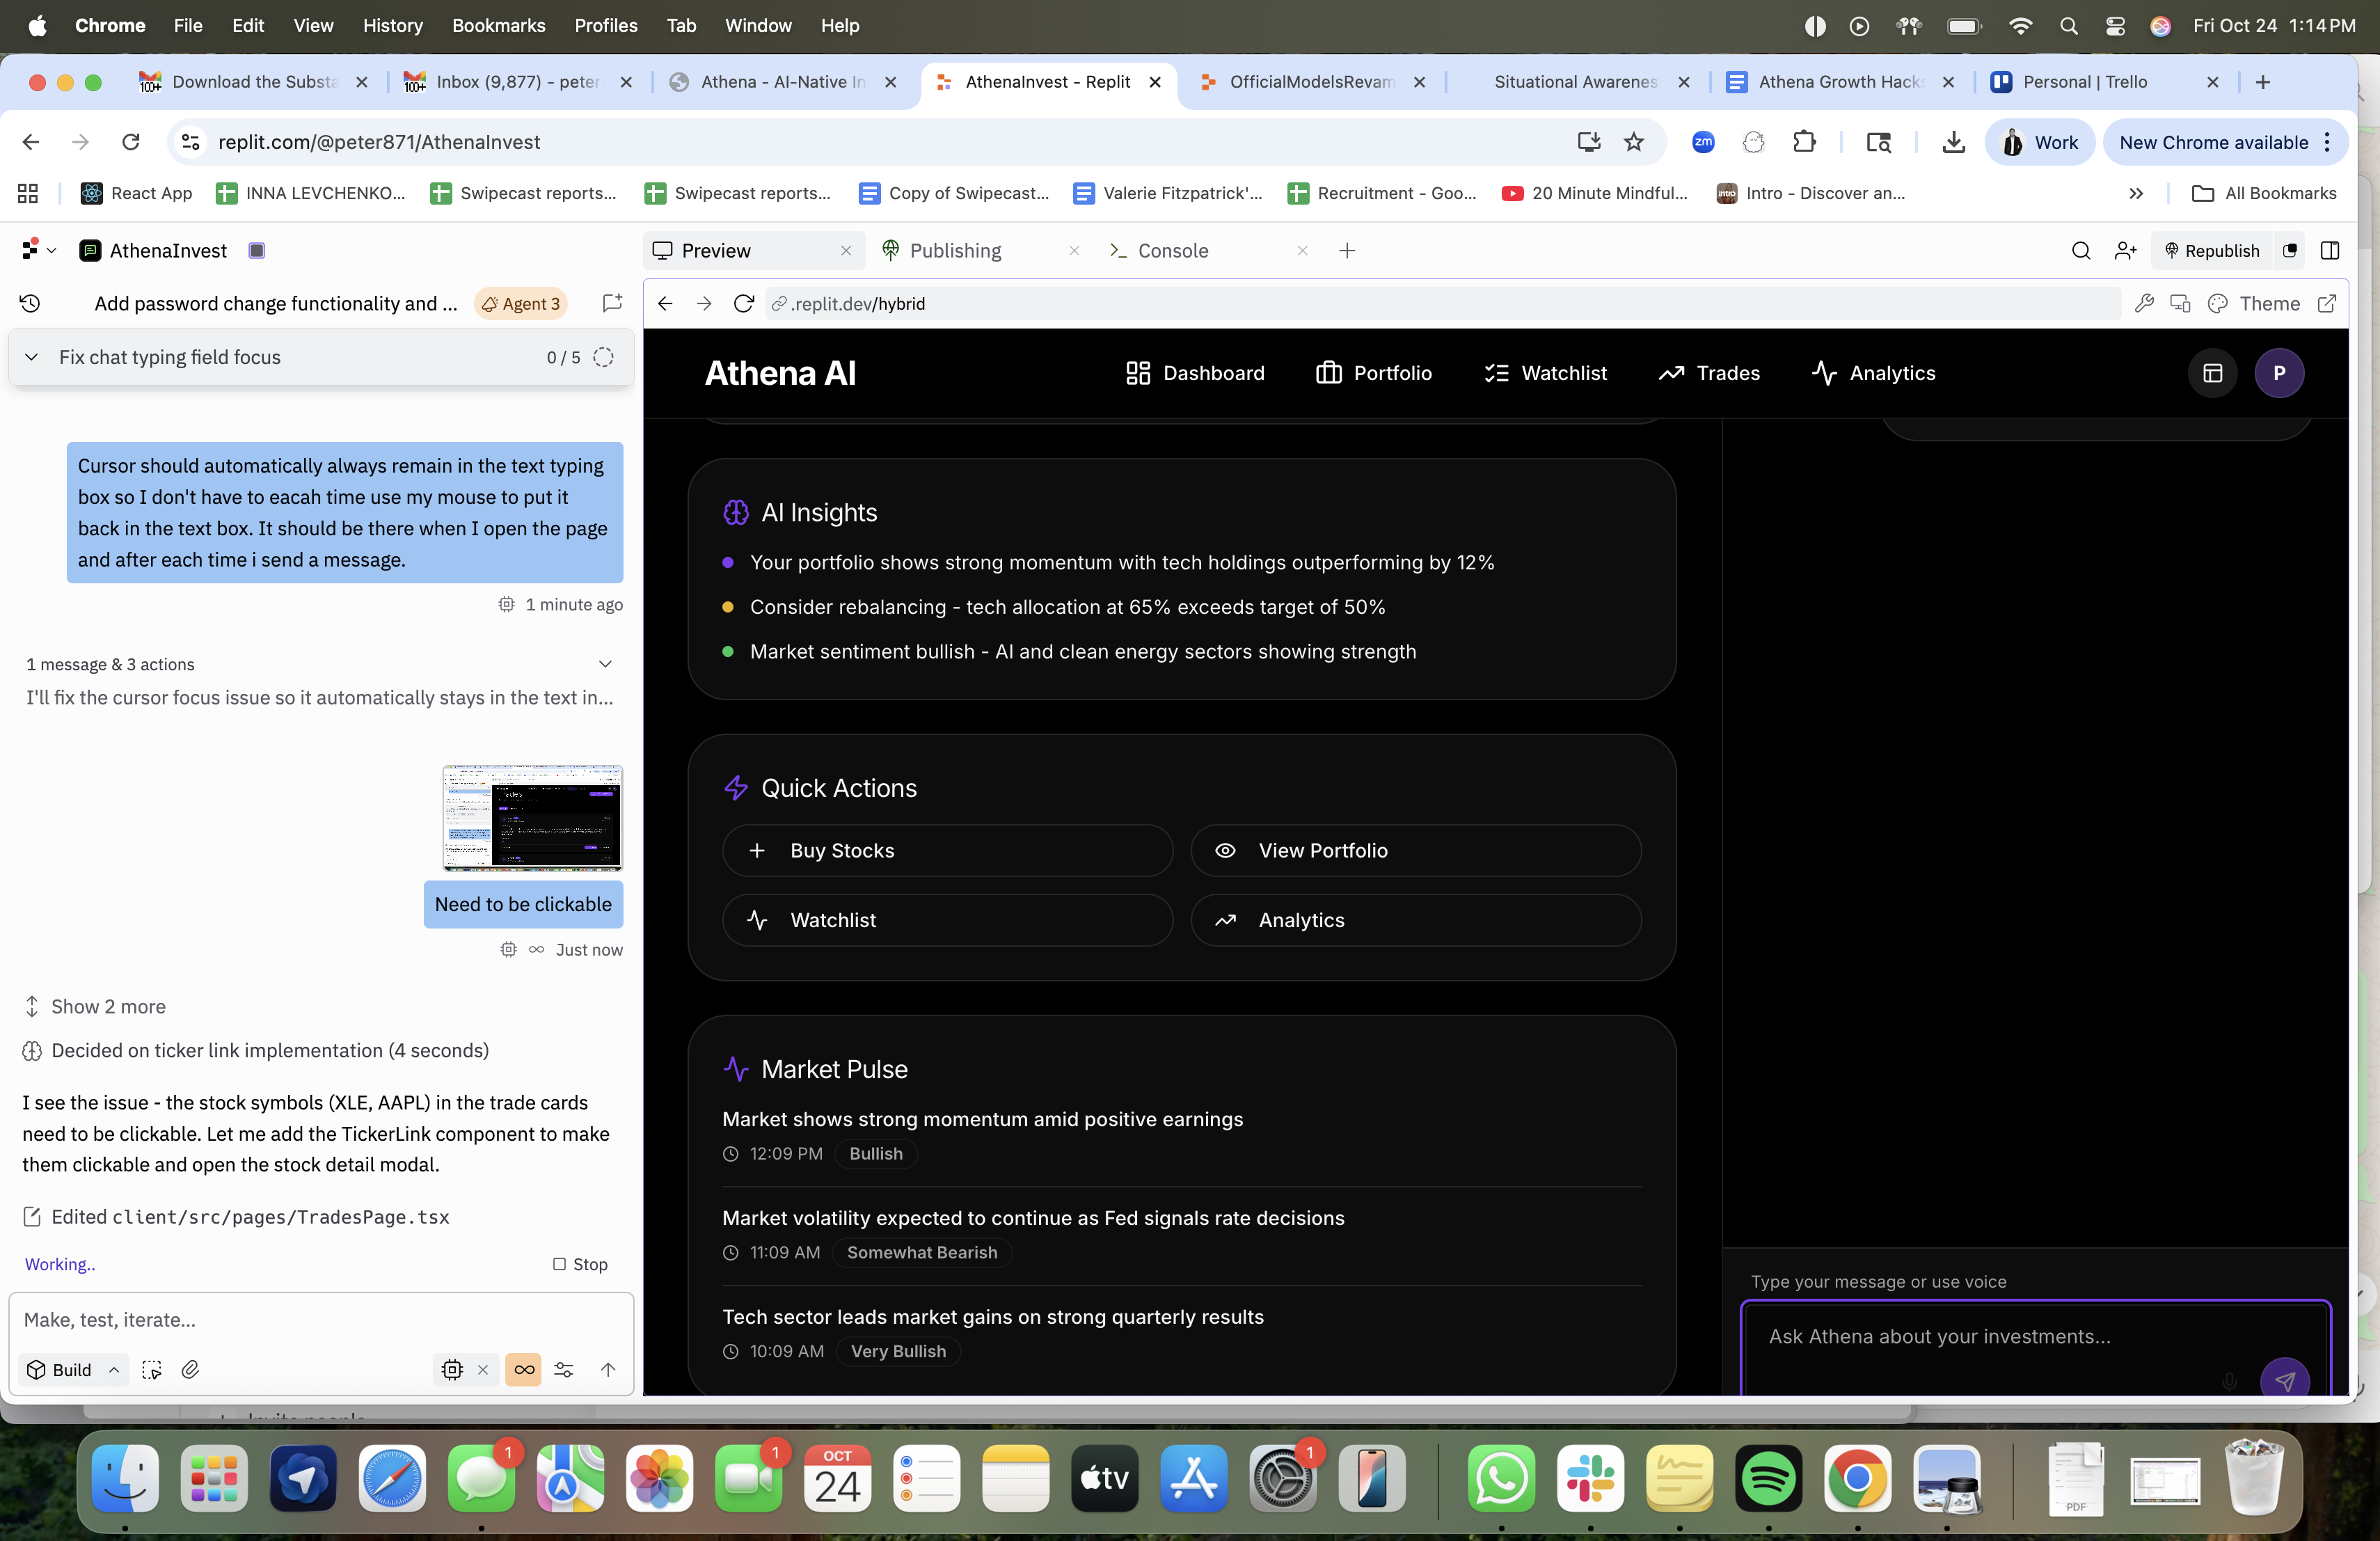 Chrome File Edit View History Bookmarks Profiles Tab Window Help
Fri Oct 24 1:14 PM
Download the Substa
Inbox (9,877) - peter
Athena - AI-Native In
AthenaInvest - Replit
OfficialModelsRevam
Situational Awarenes
Athena Growth Hacks
Personal | Trello
replit.com/@peter871/AthenaInvest
zm
Work
New Chrome available
React App
INNA LEVCHENKO...
Swipecast reports...
Swipecast reports...
Copy of Swipecast...
Valerie Fitzpatrick'...
Recruitment - Goo...
20 Minute Mindful...
Intro - Discover an...
All Bookmarks
AthenaInvest
Preview
Publishing
Console
Republish
Add password change functionality and ...
Agent 3
.replit.dev/hybrid
Theme
Fix chat typing field focus
0 / 5
Cursor should automatically always remain in the text typing
box so I don't have to eacah time use my mouse to put it
back in the text box. It should be there when I open the page
and after each time i send a message.
1 minute ago
1 message & 3 actions
I'll fix the cursor focus issue so it automatically stays in the text in...
Need to be clickable
Just now
Show 2 more
Decided on ticker link implementation (4 seconds)
I see the issue - the stock symbols (XLE, AAPL) in the trade cards
need to be clickable. Let me add the TickerLink component to make
them clickable and open the stock detail modal.
Edited client/src/pages/TradesPage.tsx
Working..
Stop
Make, test, iterate...
Build
Athena AI
Dashboard
Portfolio
Watchlist
Trades
Analytics
P
AI Insights
Your portfolio shows strong momentum with tech holdings outperforming by 12%
Consider rebalancing - tech allocation at 65% exceeds target of 50%
Market sentiment bullish - AI and clean energy sectors showing strength
Quick Actions
Buy Stocks
View Portfolio
Watchlist
Analytics
Market Pulse
Market shows strong momentum amid positive earnings
12:09 PM Bullish
Market volatility expected to continue as Fed signals rate decisions
11:09 AM Somewhat Bearish
Tech sector leads market gains on strong quarterly results
10:09 AM Very Bullish
Type your message or use voice
Ask Athena about your investments...
1
1
OCT
24
tv
1
PDF